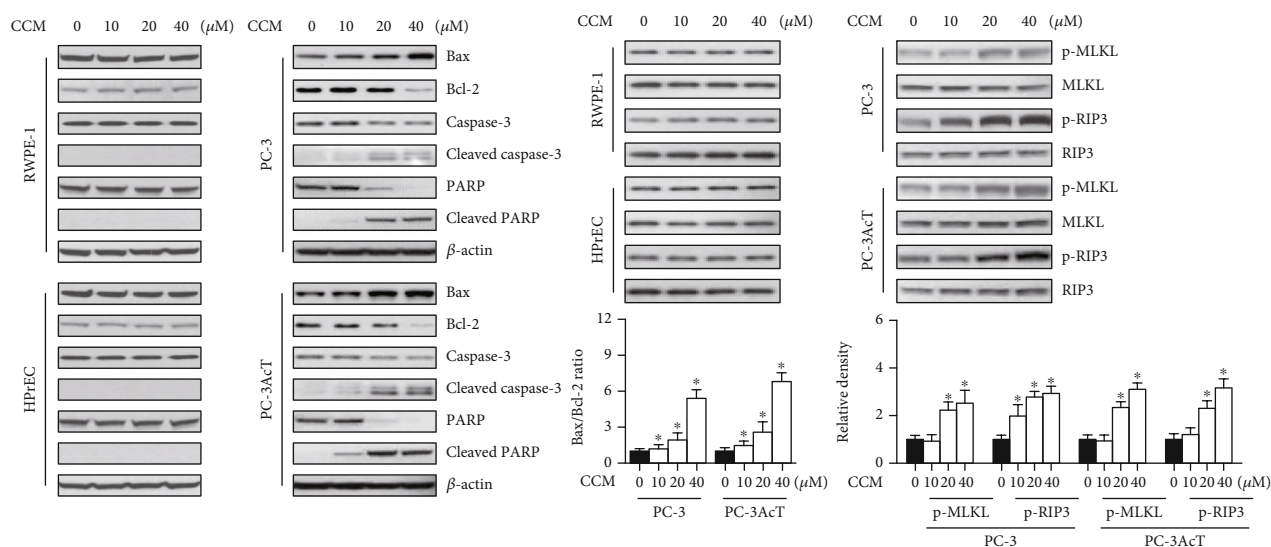 CCM 0 10 20 40 (μM)
RWPE-1
HPrEC
CCM 0 10 20 40 (μM)
PC-3
Bax
Bcl-2
Caspase-3
Cleaved caspase-3
PARP
Cleaved PARP
β-actin
PC-3AcT
Bax
Bcl-2
Caspase-3
Cleaved caspase-3
PARP
Cleaved PARP
β-actin
CCM 0 10 20 40 (μM)
RWPE-1
HPrEC
CCM 0 10 20 40 (μM)
PC-3
p-MLKL
MLKL
p-RIP3
RIP3
PC-3AcT
p-MLKL
MLKL
p-RIP3
RIP3
Bax/Bcl-2 ratio
12
9
6
3
0
* * * * * *
CCM 0 10 20 40 0 10 20 40 (μM)
PC-3 PC-3AcT
Relative density
6
4
2
0
* * * * * * * * *
CCM 0 10 20 40 0 10 20 40 0 10 20 40 0 10 20 40 (μM)
p-MLKL p-RIP3 p-MLKL p-RIP3
PC-3 PC-3AcT